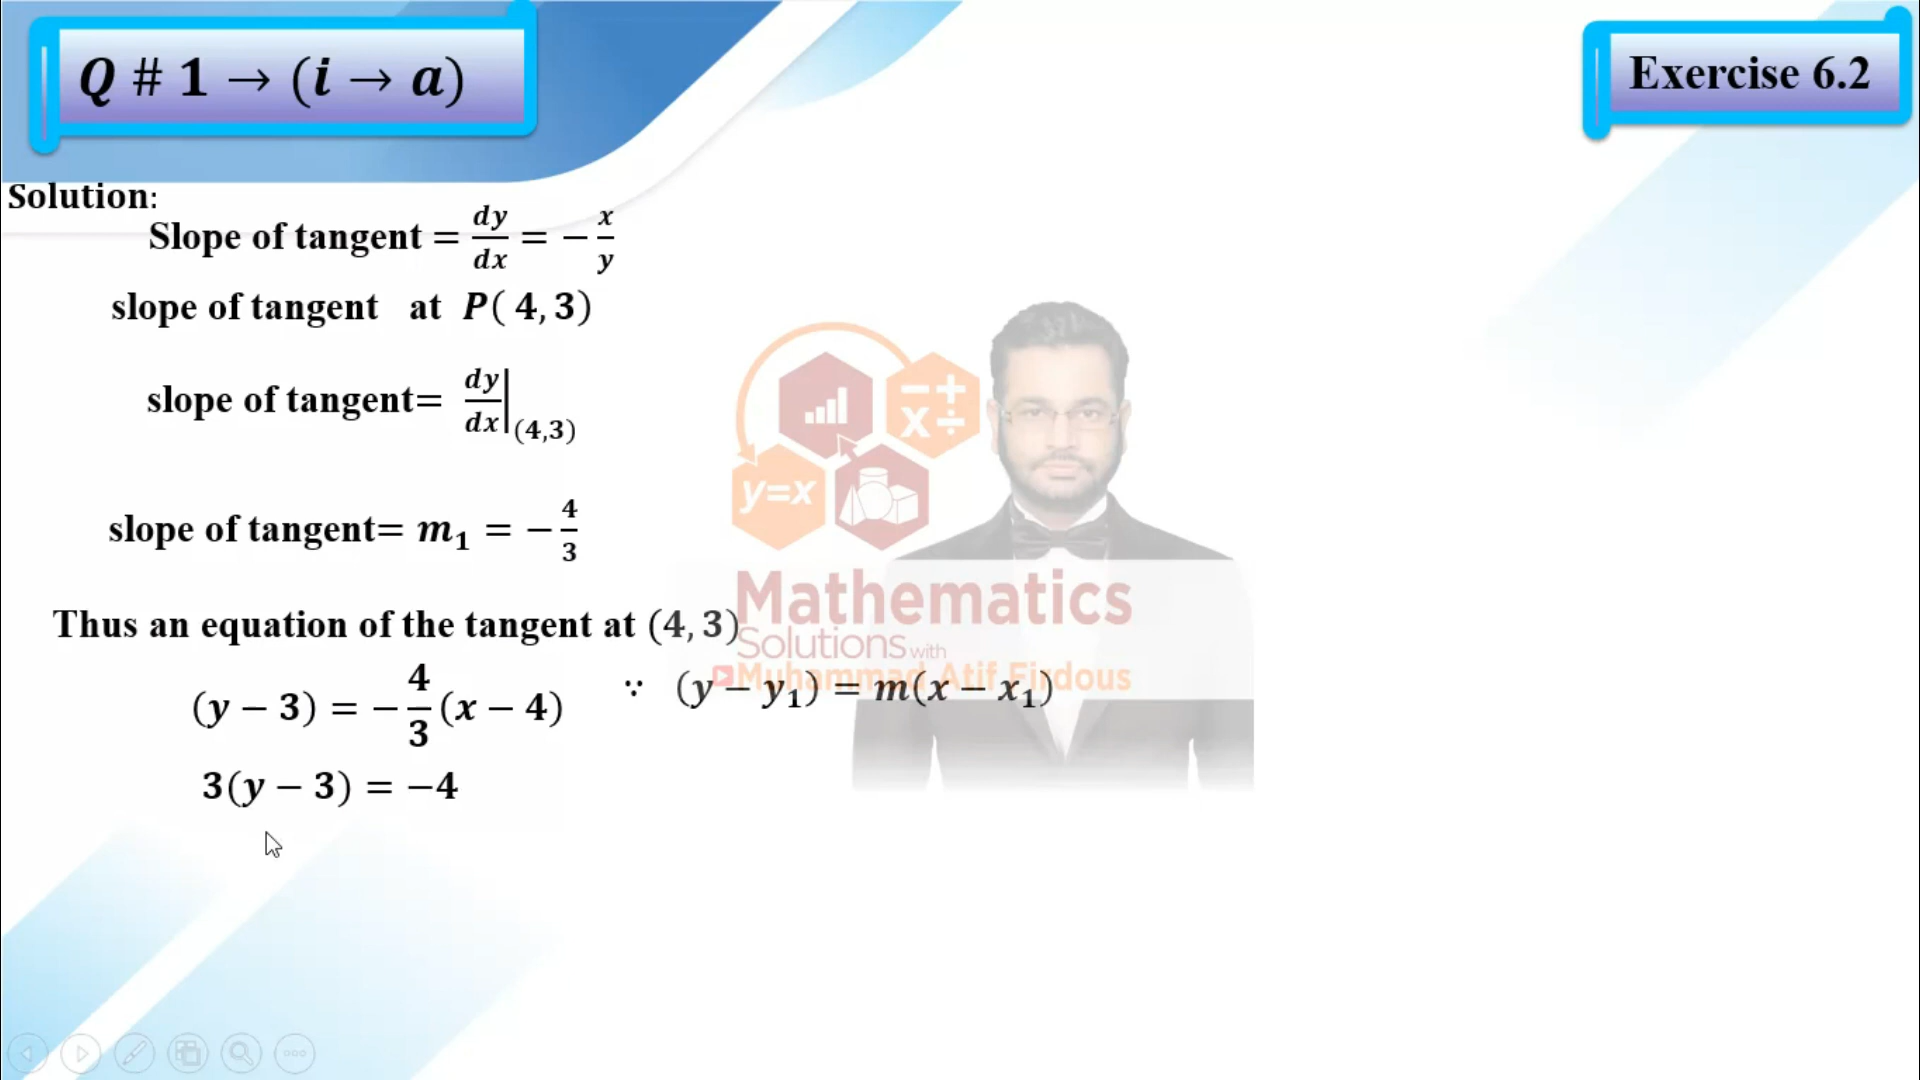 Q # 1 → (i → a)
Exercise 6.2
Solution:
Slope of tangent = dy/dx = −x/y
slope of tangent at P( 4, 3)
slope of tangent= dy/dx|(4,3)
slope of tangent= m₁ = −4/3
Thus an equation of the tangent at (4, 3)
(y − 3) = −4/3(x − 4) ∵ (y − y₁) = m(x − x₁)
3(y − 3) = −4
y=x
Mathematics
Solutions with
Muhammad Atif Firdous